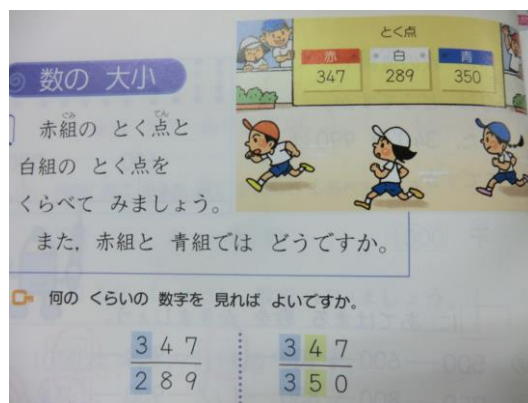 とく点
赤 白 青
347 289 350
数の 大小
赤組の とく点と
白組の とく点を
くらべて みましょう。
また，赤組と 青組では どうですか。
何の くらいの 数字を 見れば よいですか。
347
289
347
350